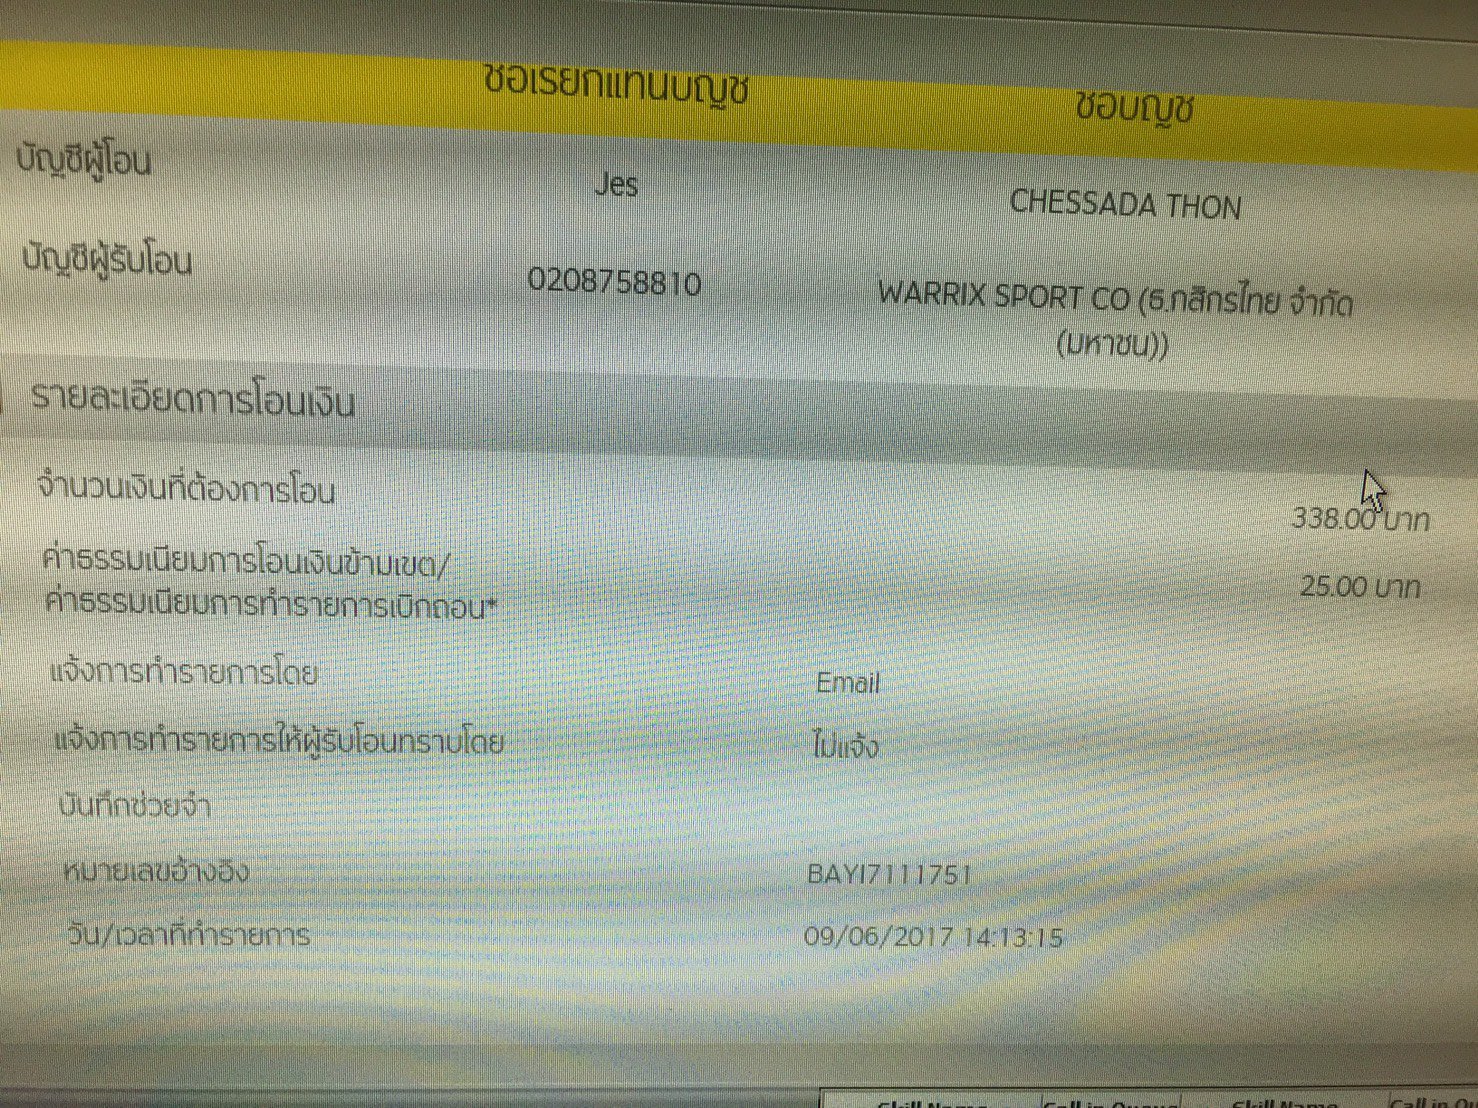 ชื่อเรียกแทนบัญชี ชื่อบัญชี
บัญชีผู้โอน Jes CHESSADA THON
บัญชีผู้รับโอน 0208758810 WARRIX SPORT CO (ธ.กสิกรไทย จำกัด
(มหาชน))
รายละเอียดการโอนเงิน
จำนวนเงินที่ต้องการโอน 338.00 บาท
ค่าธรรมเนียมการโอนเงินข้ามเขต/
ค่าธรรมเนียมการทำรายการเบิกถอน* 25.00 บาท
แจ้งการทำรายการโดย Email
แจ้งการทำรายการให้ผู้รับโอนทราบโดย ไม่แจ้ง
บันทึกช่วยจำ
หมายเลขอ้างอิง BAYI7111751
วัน/เวลาที่ทำรายการ 09/06/2017 14:13:15
Skill Name Call in Skill Name Call in